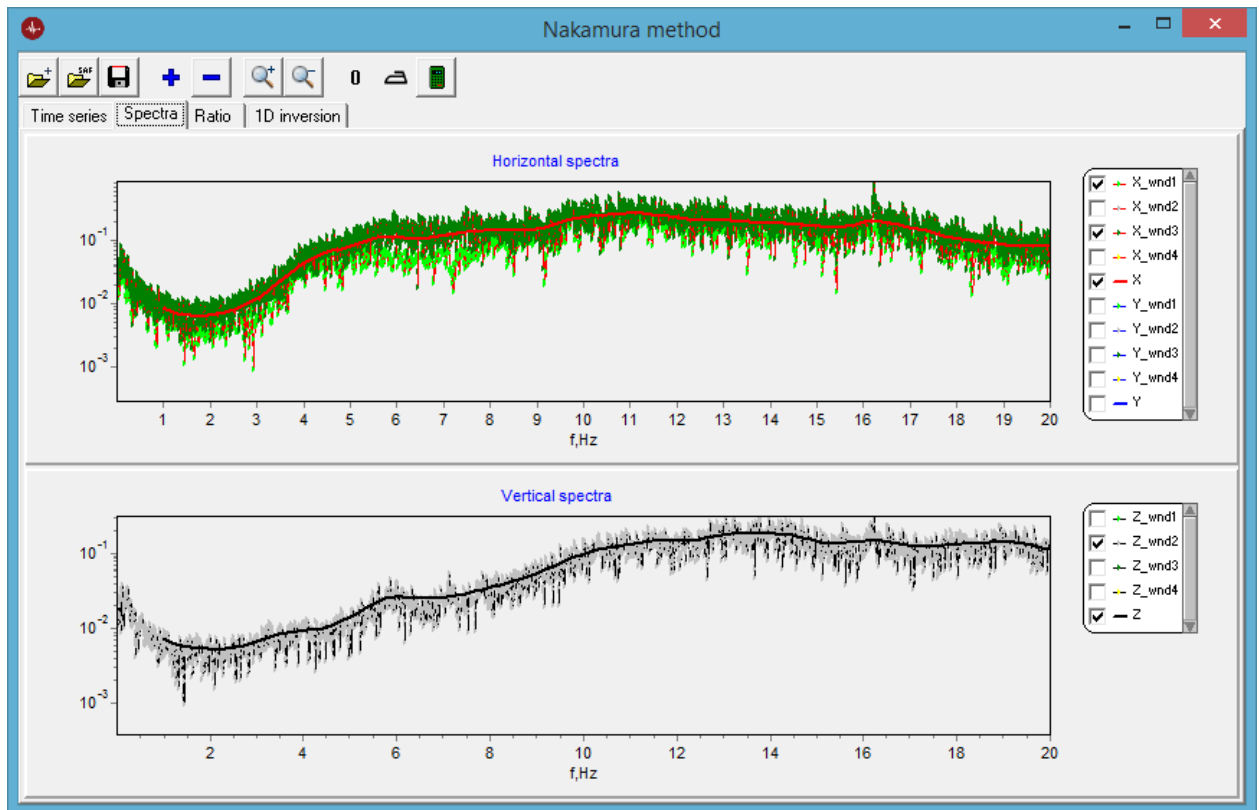 Nakamura method
SAF
0
Time series Spectra Ratio 1D inversion
Horizontal spectra
10⁻¹
10⁻²
10⁻³
1 2 3 4 5 6 7 8 9 10 11 12 13 14 15 16 17 18 19 20
f,Hz
X_wnd1
X_wnd2
X_wnd3
X_wnd4
X
Y_wnd1
Y_wnd2
Y_wnd3
Y_wnd4
Y
Vertical spectra
10⁻¹
10⁻²
10⁻³
2 4 6 8 10 12 14 16 18 20
f,Hz
Z_wnd1
Z_wnd2
Z_wnd3
Z_wnd4
Z